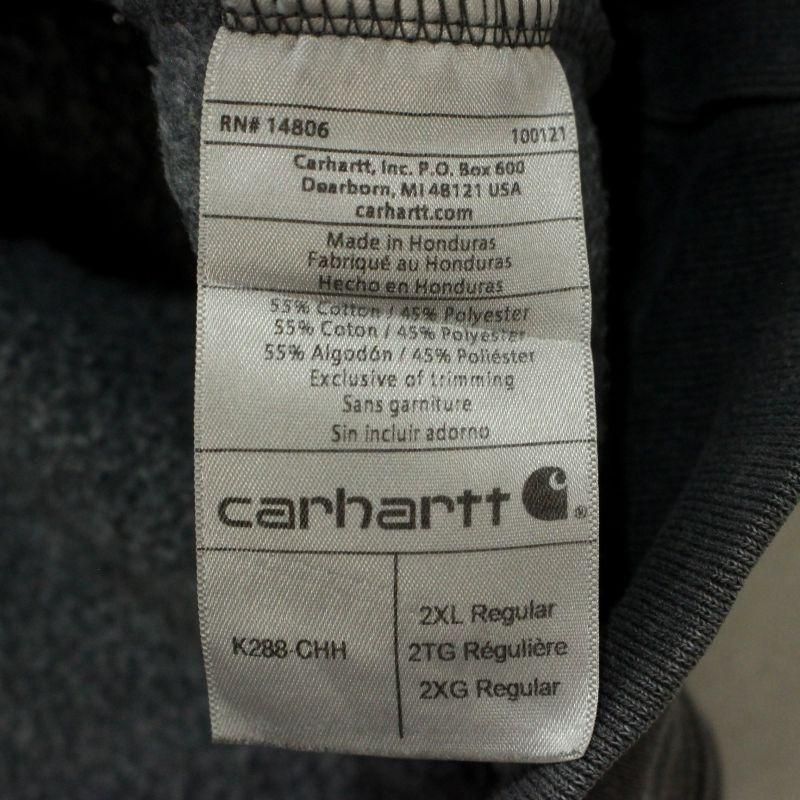 RN# 14806 100121
Carhartt, Inc. P.O. Box 600
Dearborn, MI 48121 USA
carhartt.com
Made in Honduras
Fabriqué au Honduras
Hecho en Honduras
55% Cotton / 45% Polyester
55% Coton / 45% Polyester
55% Algodón / 45% Poliéster
Exclusive of trimming
Sans garniture
Sin incluir adorno
carhartt ®
K288-CHH
2XL Regular
2TG Régulière
2XG Regular